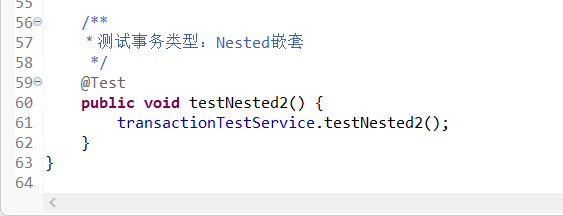 55
56 /**
57 * 测试事务类型：Nested嵌套
58 */
59 @Test
60 public void testNested2() {
61 transactionTestService.testNested2();
62 }
63 }
64